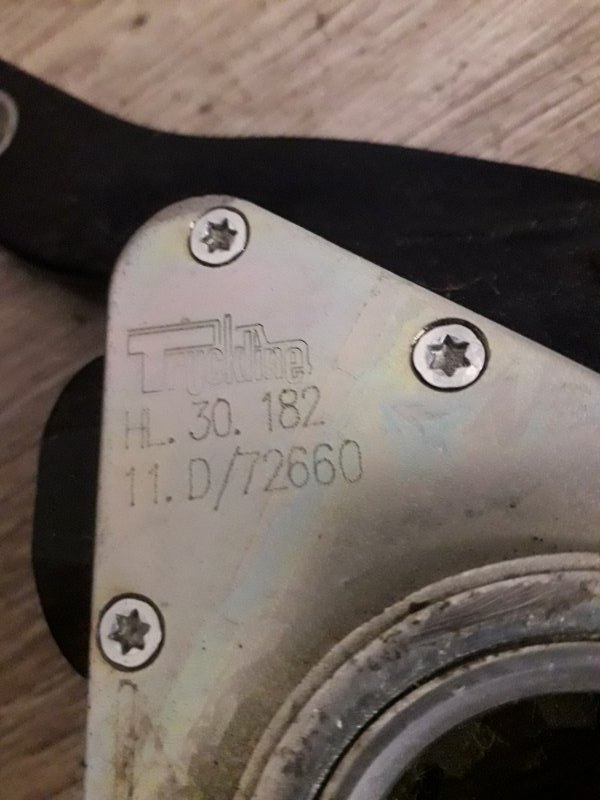 Truckline
HL. 30. 182
11. D/72660